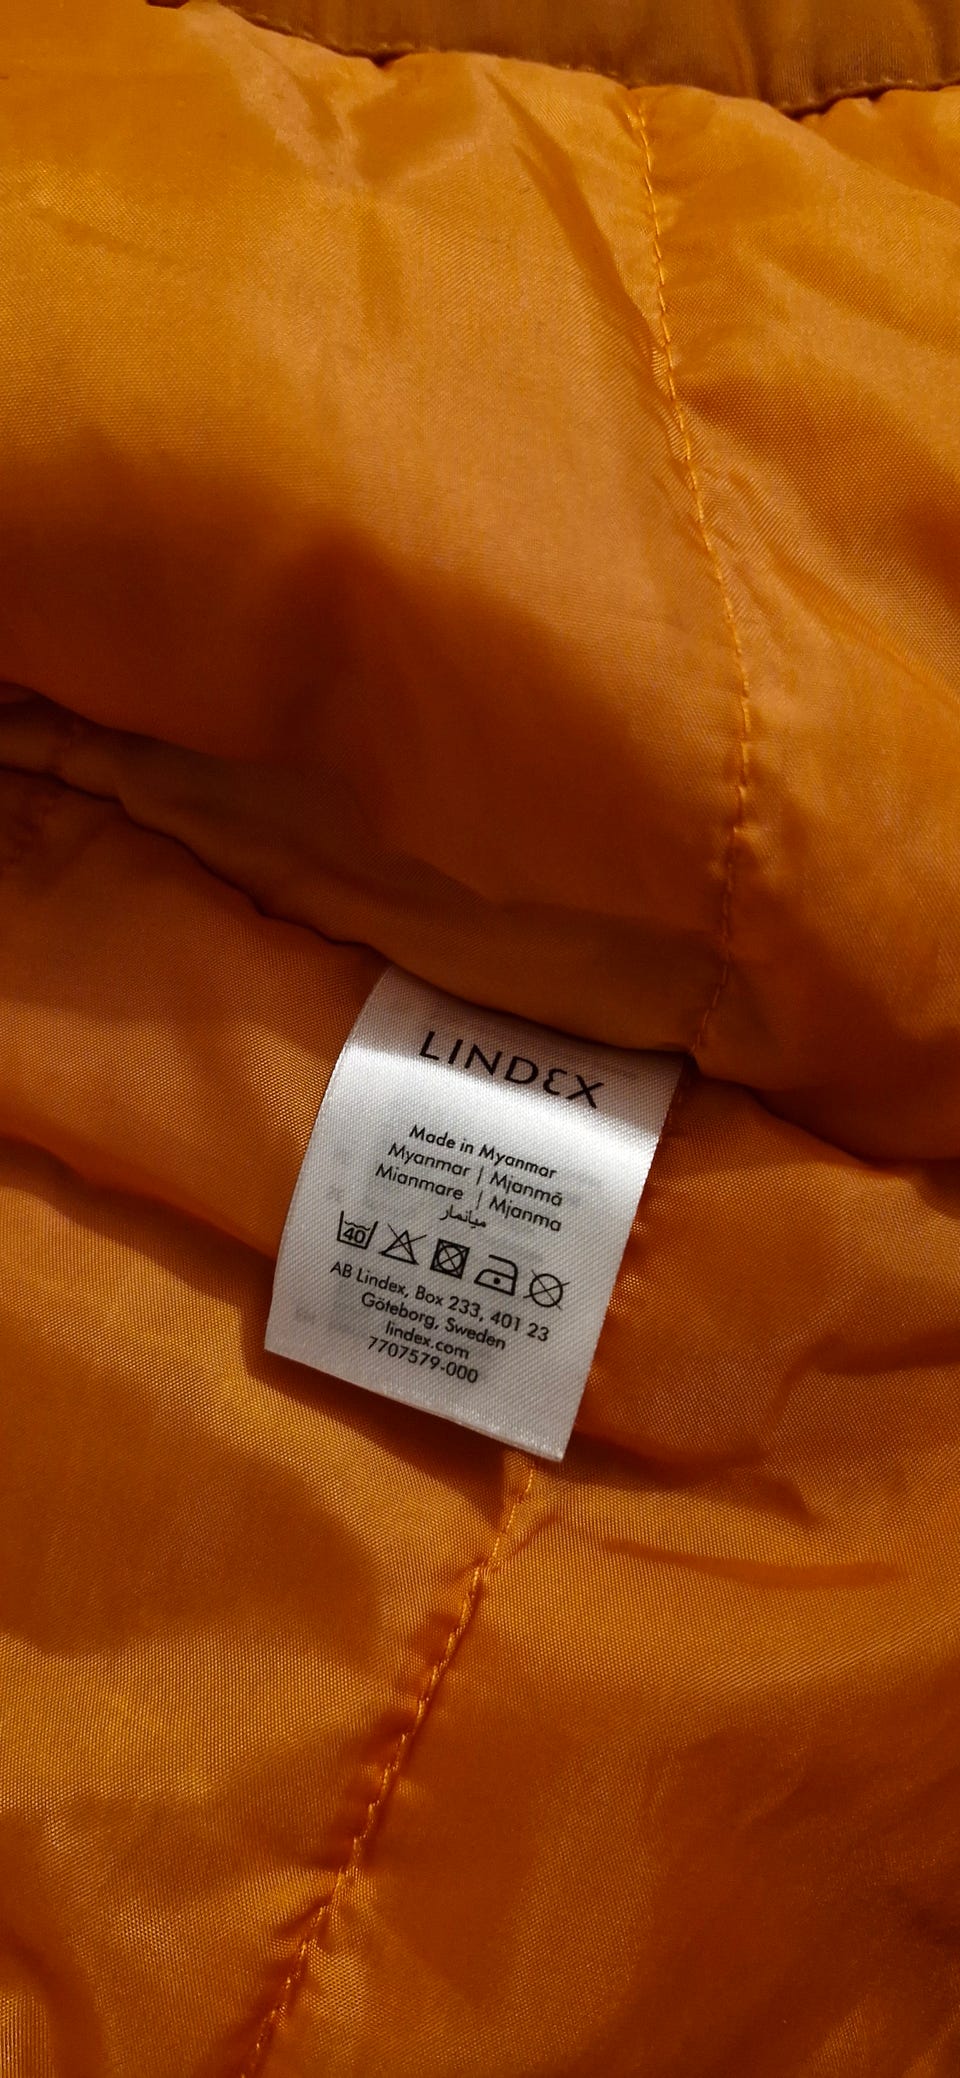 LINDEX
Made in Myanmar
Myanmar | Mjanmā
Mianmare | Mjanma
ميانمار
40
AB Lindex, Box 233, 401 23
Göteborg, Sweden
lindex.com
7707579-000